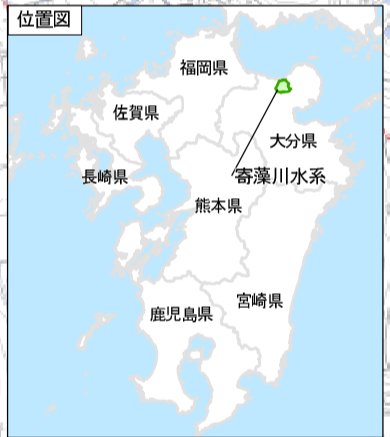 位置図
福岡県
佐賀県
大分県
長崎県
寄藻川水系
熊本県
宮崎県
鹿児島県